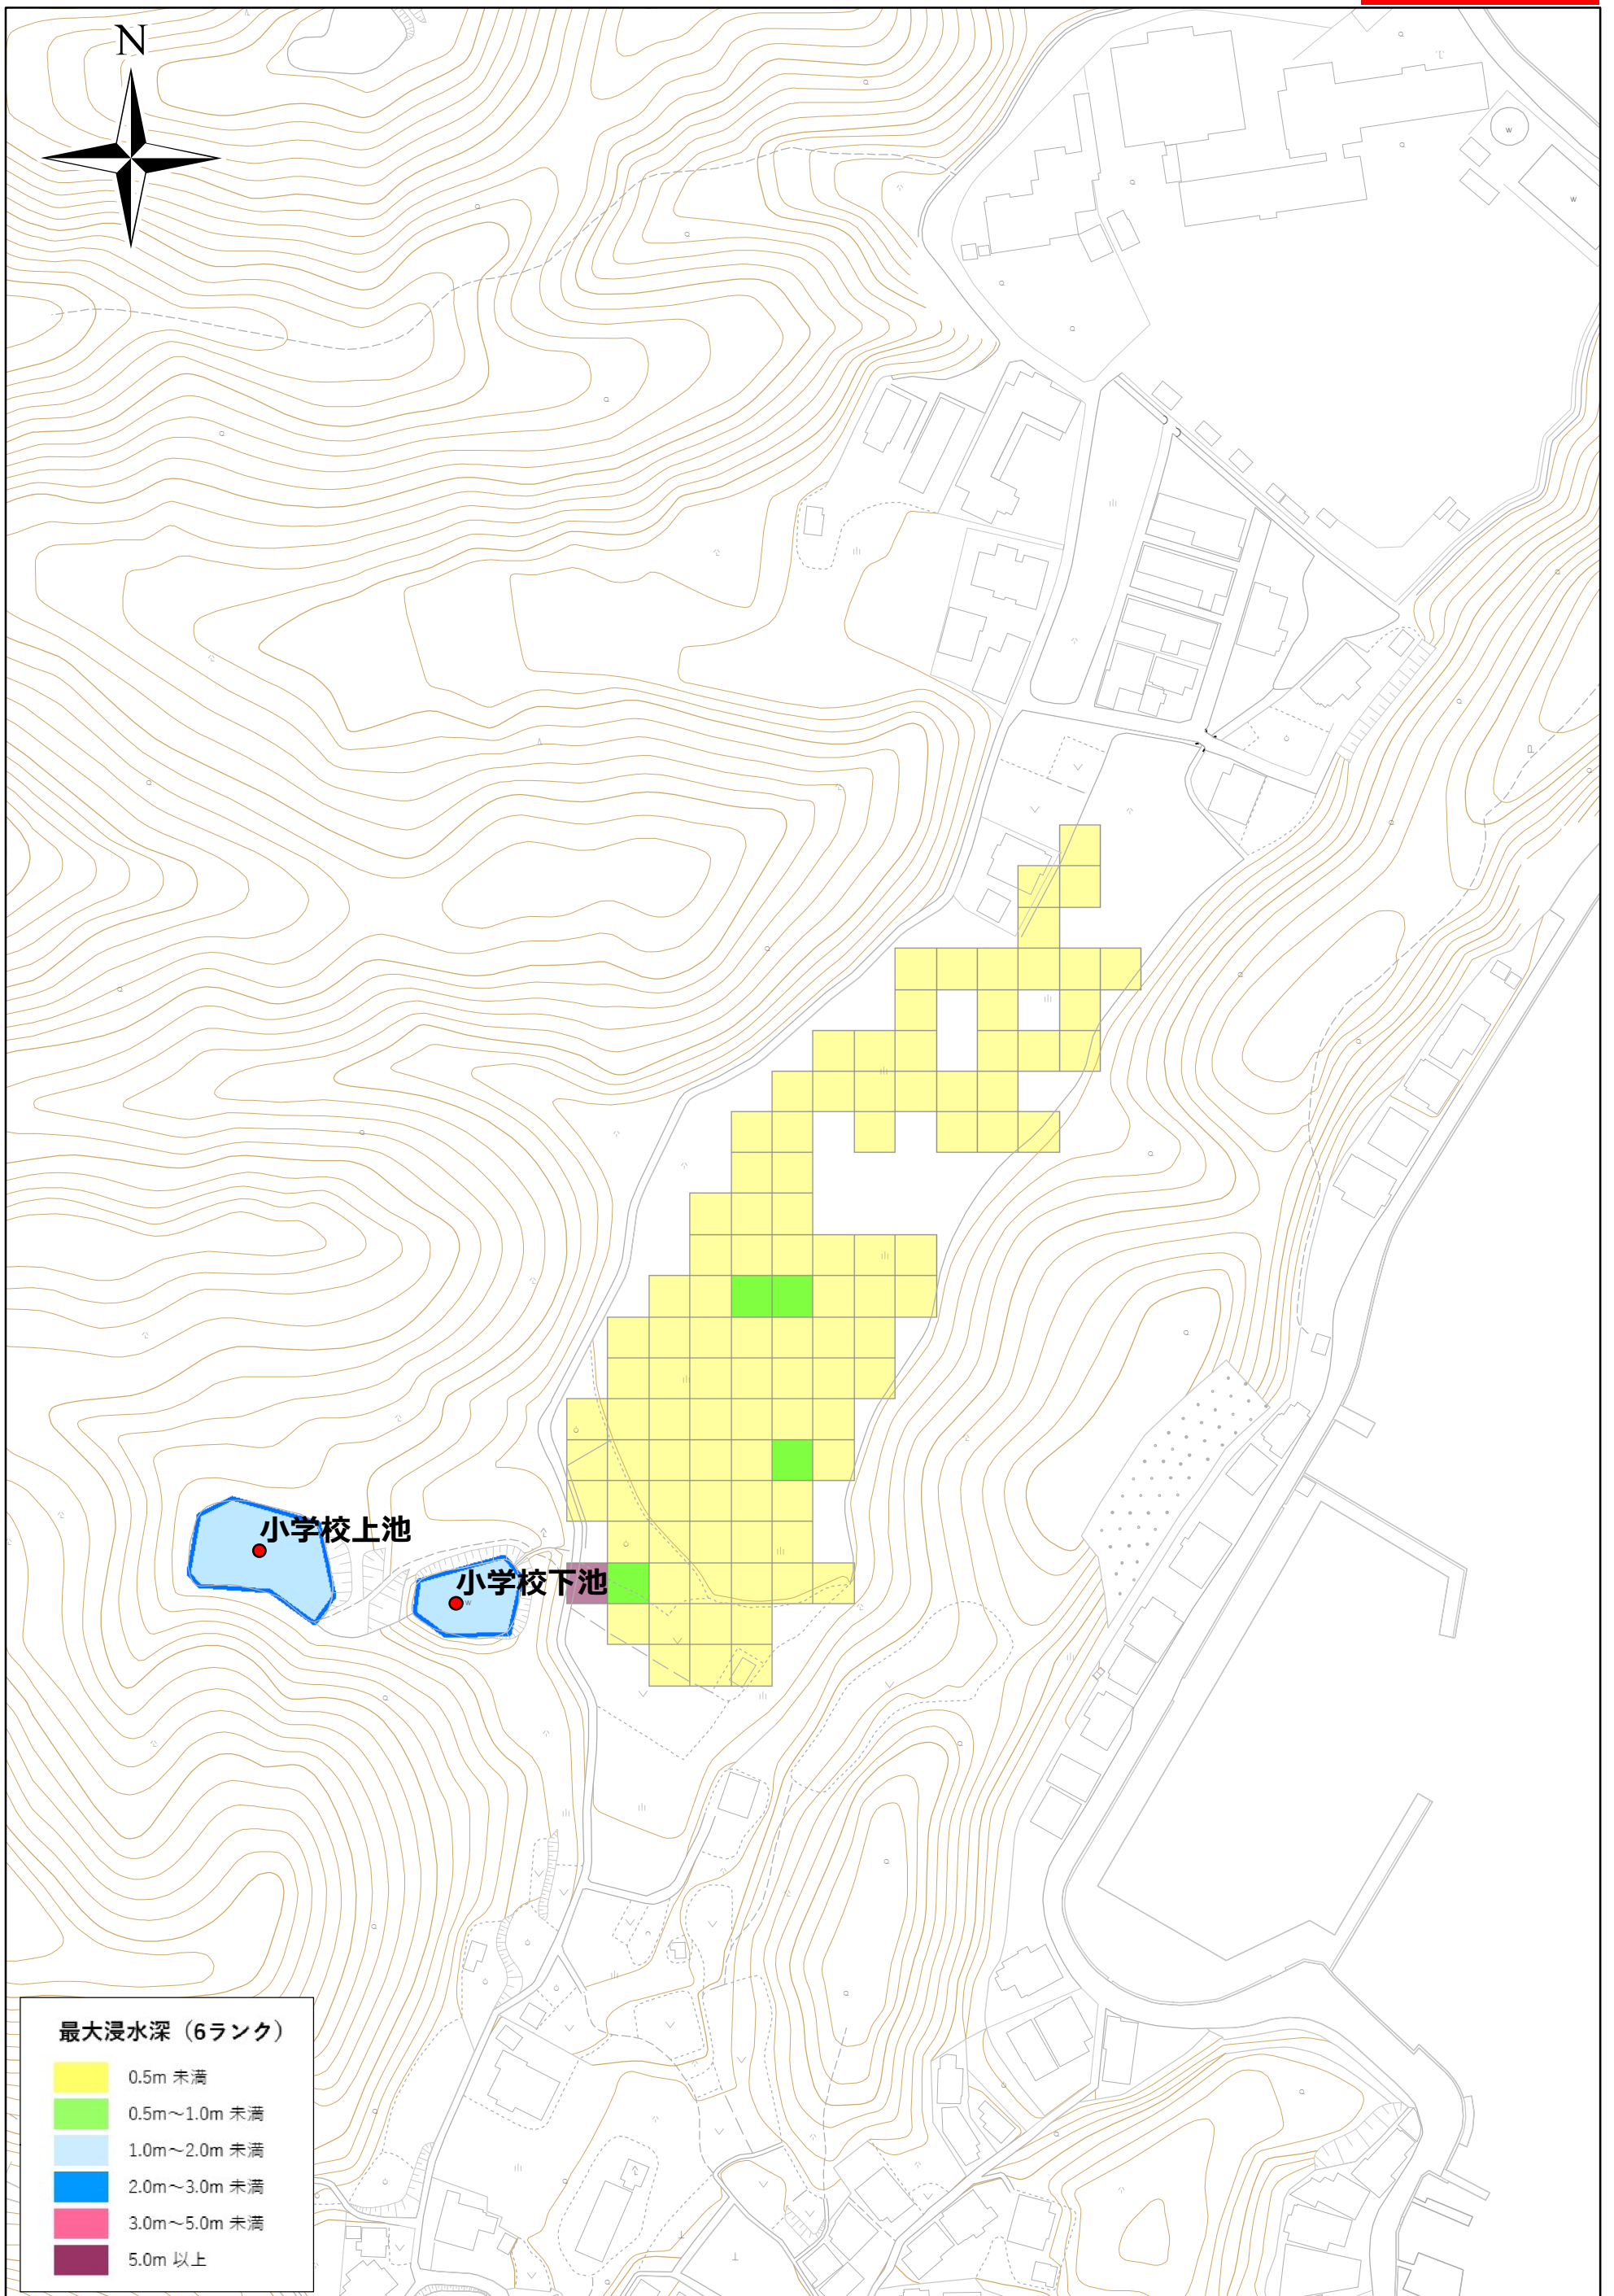 N
小学校上池
小学校下池
最大浸水深（6ランク）
0.5m 未満
0.5m～1.0m 未満
1.0m～2.0m 未満
2.0m～3.0m 未満
3.0m～5.0m 未満
5.0m 以上